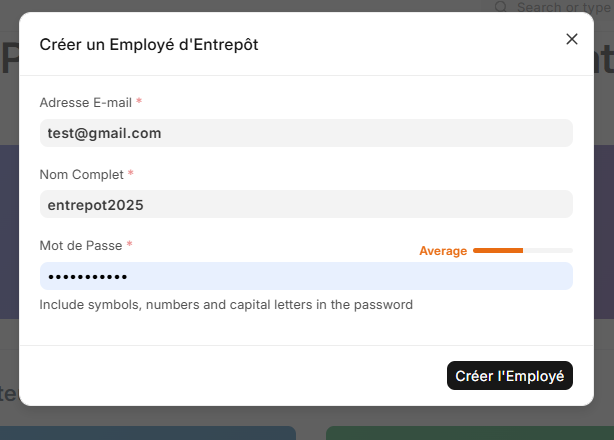 Search or type
Créer un Employé d'Entrepôt
Adresse E-mail *
test@gmail.com
Nom Complet *
entrepot2025
Mot de Passe *
Average
•••••••••••
Include symbols, numbers and capital letters in the password
Créer l'Employé